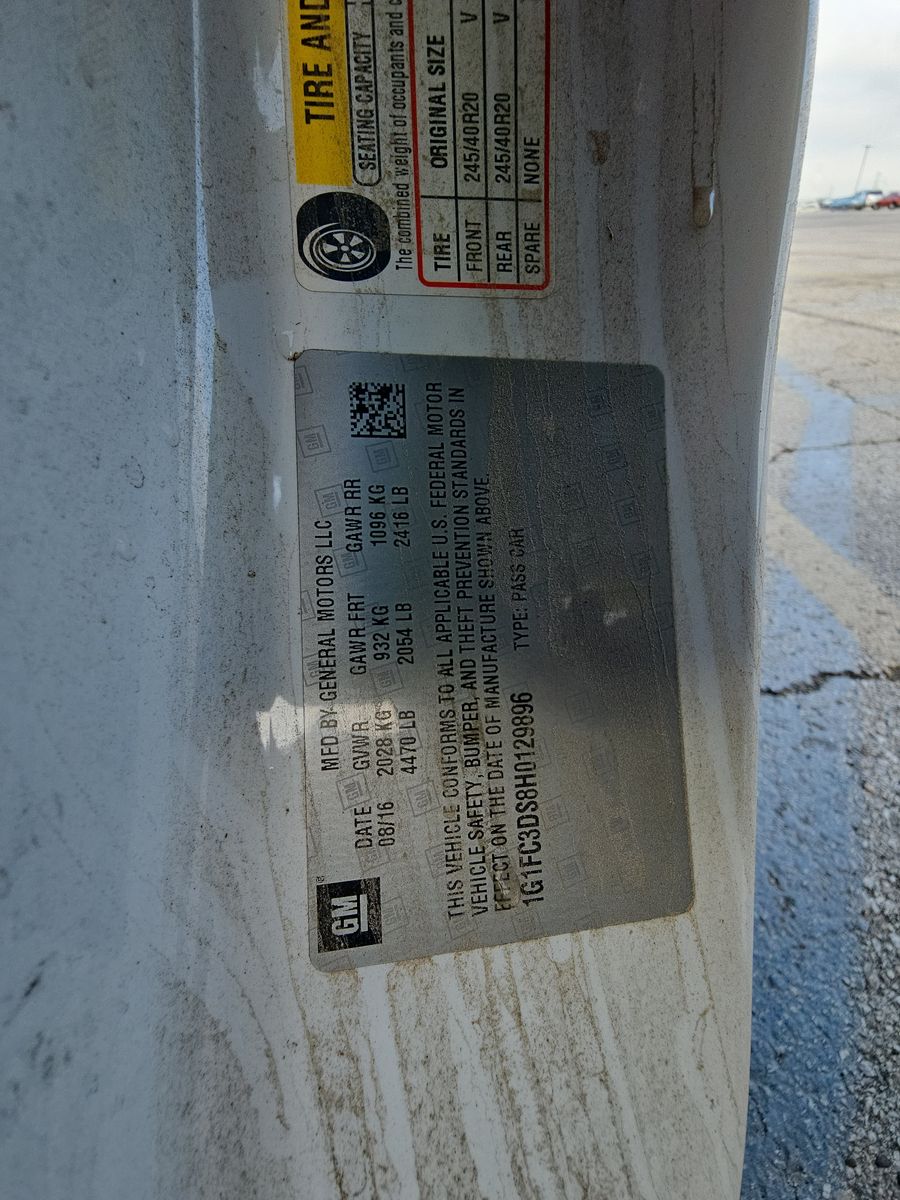 TIRE AND
SEATING CAPACITY
The combined weight of occupants and c
TIRE ORIGINAL SIZE
FRONT 245/40R20 V
REAR 245/40R20 V
SPARE NONE
GM
MFD BY GENERAL MOTORS LLC
DATE GVWR GAWR FRT GAWR RR
08/16 2028 KG 932 KG 1096 KG
4470 LB 2054 LB 2416 LB
THIS VEHICLE CONFORMS TO ALL APPLICABLE U.S. FEDERAL MOTOR
VEHICLE SAFETY, BUMPER, AND THEFT PREVENTION STANDARDS IN
EFFECT ON THE DATE OF MANUFACTURE SHOWN ABOVE.
1G1FC3DS8H0129896 TYPE: PASS CAR